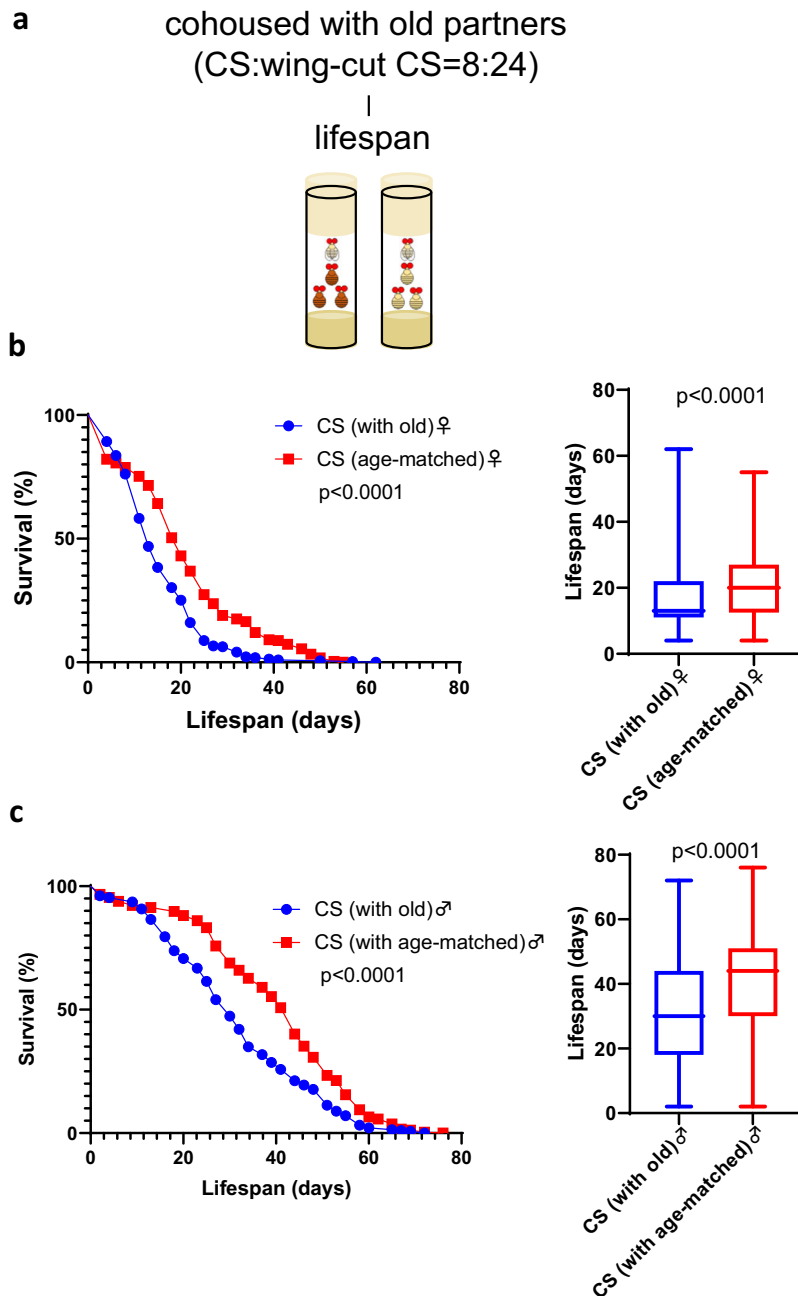 a
cohoused with old partners
(CS:wing-cut CS=8:24)
lifespan
b
100
50
0
Survival (%)
0 20 40 60 80
Lifespan (days)
CS (with old)♀
CS (age-matched)♀
p<0.0001
80
60
40
20
0
Lifespan (days)
p<0.0001
CS (with old)♀
CS (age-matched)♀
c
100
50
0
Survival (%)
0 20 40 60 80
Lifespan (days)
CS (with old)♂
CS (with age-matched)♂
p<0.0001
80
60
40
20
0
Lifespan (days)
p<0.0001
CS (with old)♂
CS (with age-matched)♂